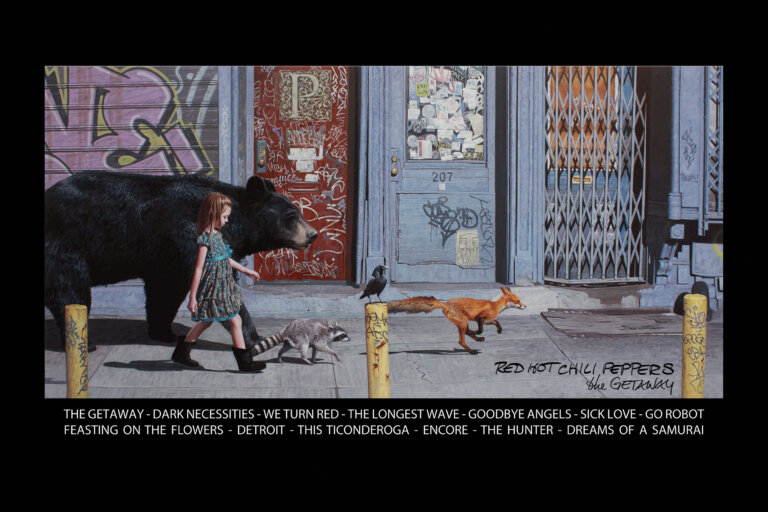 P
207
RED HOT CHILI PEPPERS
the GETAWAY
THE GETAWAY - DARK NECESSITIES - WE TURN RED - THE LONGEST WAVE - GOODBYE ANGELS - SICK LOVE - GO ROBOT
FEASTING ON THE FLOWERS - DETROIT - THIS TICONDEROGA - ENCORE - THE HUNTER - DREAMS OF A SAMURAI